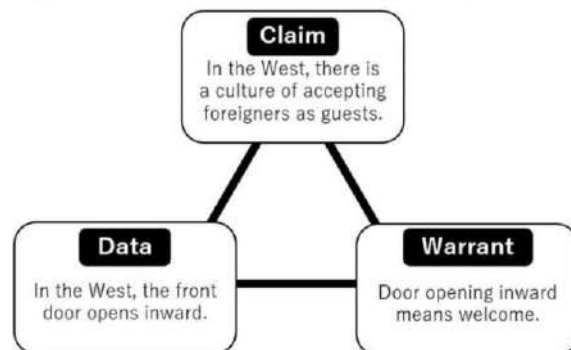 Claim
In the West, there is
a culture of accepting
foreigners as guests.
Data
In the West, the front
door opens inward.
Warrant
Door opening inward
means welcome.